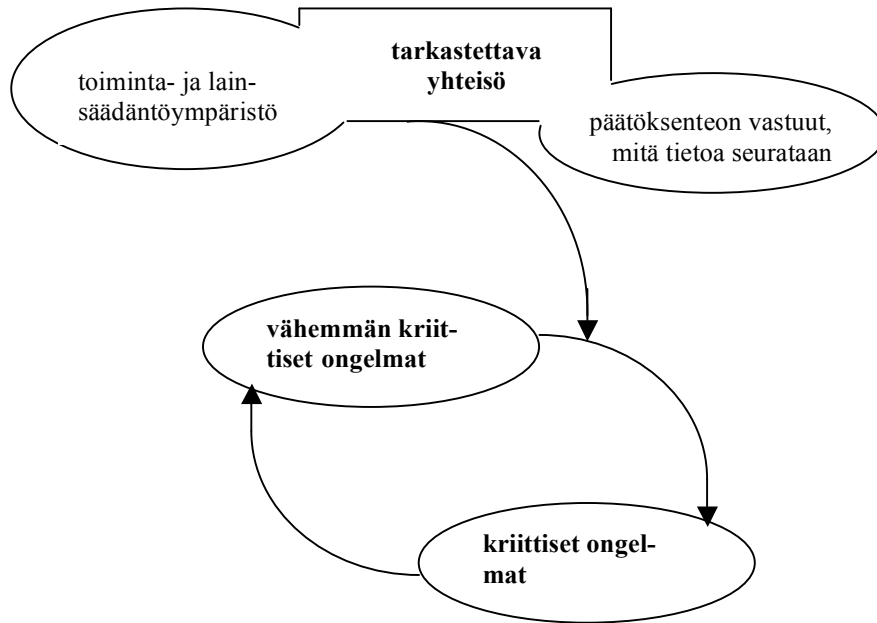 toiminta- ja lain-
säädäntöympäristö
tarkastettava
yhteisö
päätöksenteon vastuut,
mitä tietoa seurataan
vähemmän kriit-
tiset ongelmat
kriittiset ongel-
mat